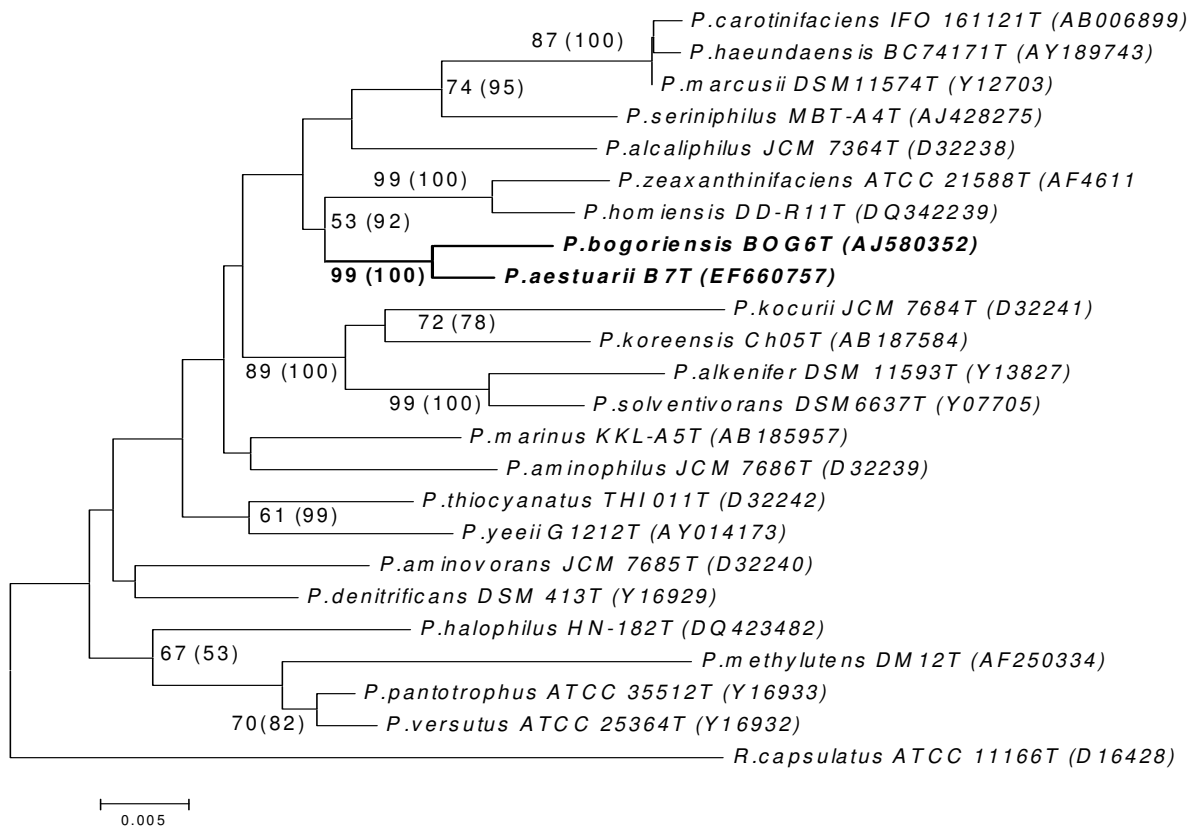 P.carotinifaciens IFO 161121T (AB006899)
87 (100)
P.haeundaensis BC74171T (AY189743)
74 (95)
P.marcusii DSM11574T (Y12703)
P.seriniphilus MBT-A4T (AJ428275)
P.alcaliphilus JCM 7364T (D32238)
99 (100)
P.zeaxanthinifaciens ATCC 21588T (AF4611
53 (92)
P.homiensis DD-R11T (DQ342239)
P.bogoriensis BOG6T (AJ580352)
99 (100)
P.aestuarii B7T (EF660757)
P.kocurii JCM 7684T (D32241)
72 (78)
P.koreensis Ch05T (AB187584)
89 (100)
P.alkenifer DSM 11593T (Y13827)
99 (100)
P.solventivorans DSM6637T (Y07705)
P.marinus KKL-A5T (AB185957)
P.aminophilus JCM 7686T (D32239)
P.thiocyanatus THI 011T (D32242)
61 (99)
P.yeeii G1212T (AY014173)
P.aminovorans JCM 7685T (D32240)
P.denitrificans DSM 413T (Y16929)
P.halophilus HN-182T (DQ423482)
67 (53)
P.methylutens DM12T (AF250334)
P.pantotrophus ATCC 35512T (Y16933)
70(82)
P.versutus ATCC 25364T (Y16932)
R.capsulatus ATCC 11166T (D16428)
0.005